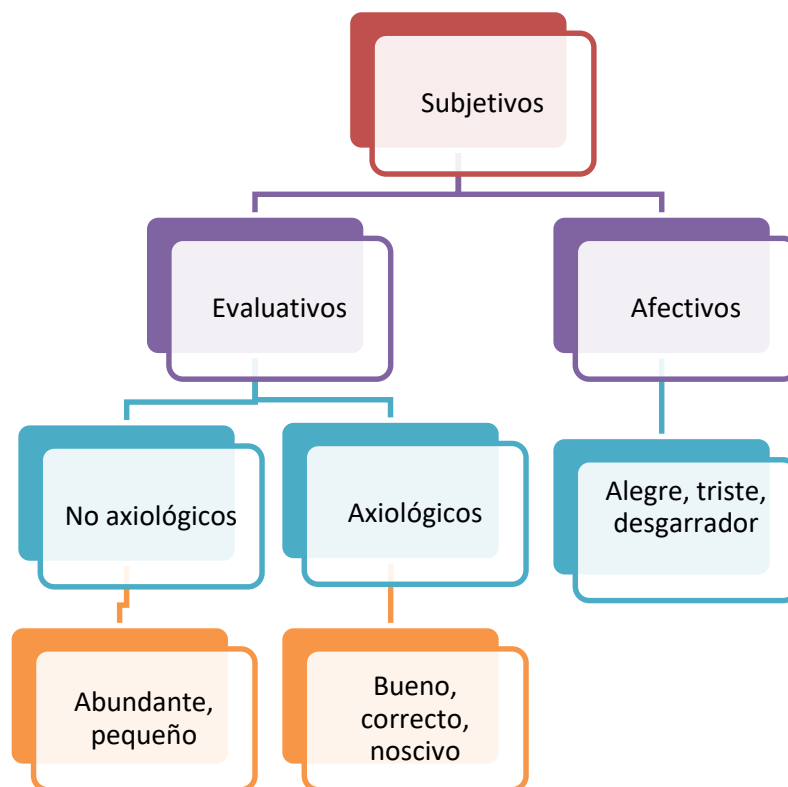 Subjetivos
Evaluativos
Afectivos
No axiológicos
Axiológicos
Alegre, triste,
desgarrador
Abundante,
pequeño
Bueno,
correcto,
noscivo